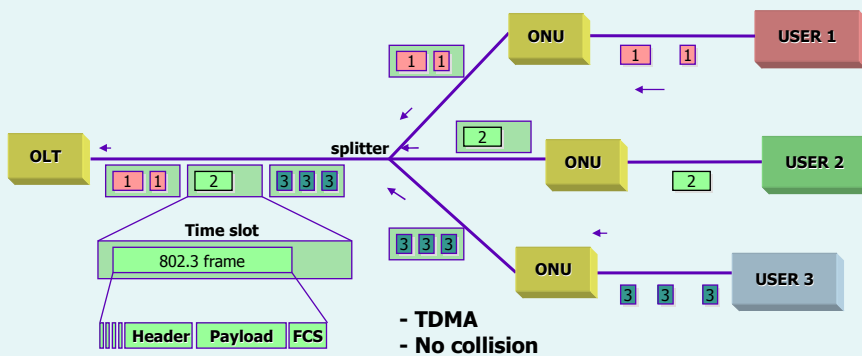 ONU
USER 1
1 1
1 1
2
OLT
splitter
ONU
USER 2
1 1
2
3 3 3
2
Time slot
3 3 3
802.3 frame
ONU
USER 3
3 3 3
Header
Payload
FCS
- TDMA
- No collision